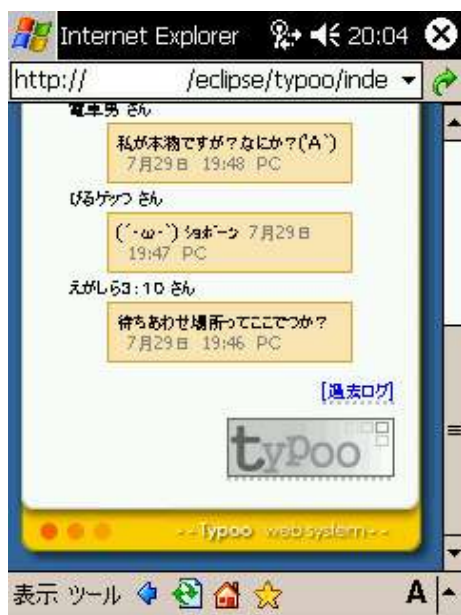 Internet Explorer 20:04
http:// /eclipse/typoo/inde
電車男 さん
私が本物ですが？なにか？('A`)
7月29日 19:48 PC
びるゲッつ さん
(´･ω･`) ｼｮﾎﾞｰﾝ 7月29日
19:47 PC
えがしら3:10 さん
待ちあわせ場所ってここでつか？
7月29日 19:46 PC
[過去ログ]
typoo
--Typoo websystem--
表示 ツール A